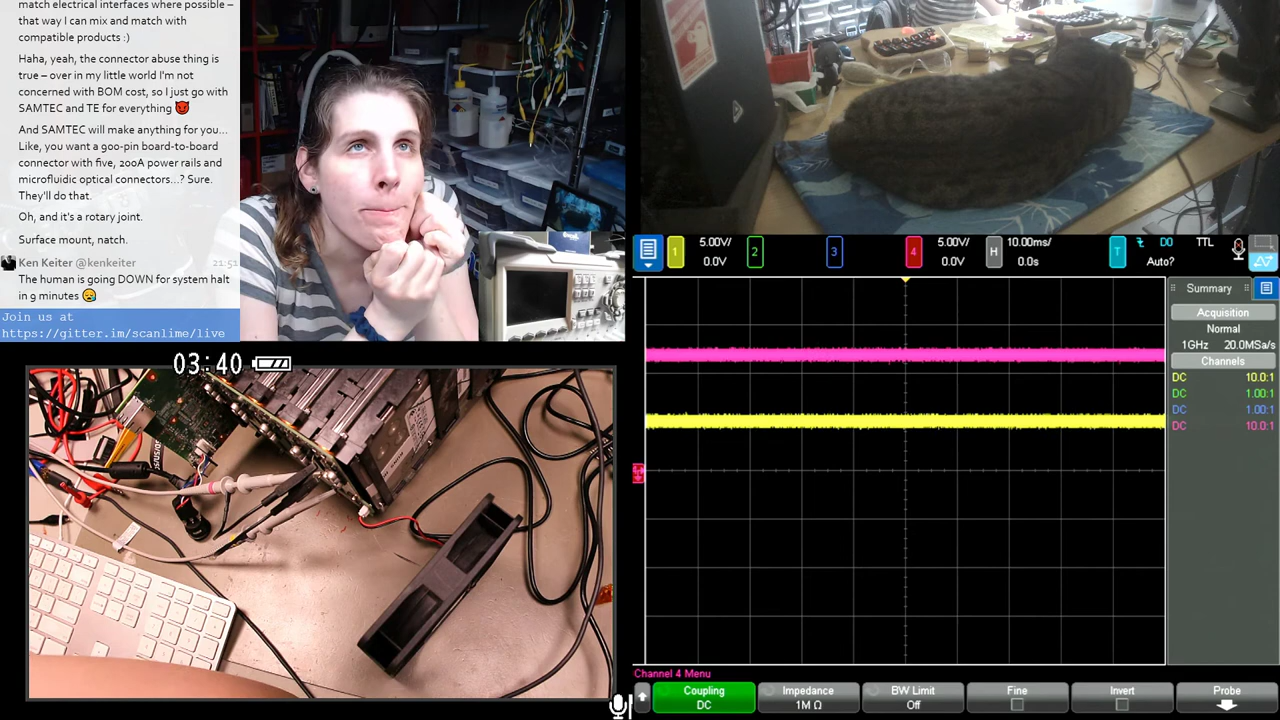 match electrical interfaces where possible –
that way I can mix and match with
compatible products :)
Haha, yeah, the connector abuse thing is
true – over in my little world I'm not
concerned with BOM cost, so I just go with
SAMTEC and TE for everything 😈
And SAMTEC will make anything for you...
Like, you want a 900-pin board-to-board
connector with five, 200A power rails and
microfluidic optical connectors...? Sure.
They'll do that.
Oh, and it's a rotary joint.
Surface mount, natch.
Ken Keiter @kenkeiter 21:51
The human is going DOWN for system halt
in 9 minutes 😪
Join us at
https://gitter.im/scanlime/live
03:40
1 5.00V/ 2 3 4 5.00V/ H 10.00ms/ T D0 TTL
0.0V 0.0V 0.0s Auto?
Summary
Acquisition
Normal
1GHz 20.0MSa/s
Channels
DC 10.0:1
DC 1.00:1
DC 1.00:1
DC 10.0:1
Channel 4 Menu
Coupling Impedance BW Limit Fine Invert Probe
DC 1M Ω Off